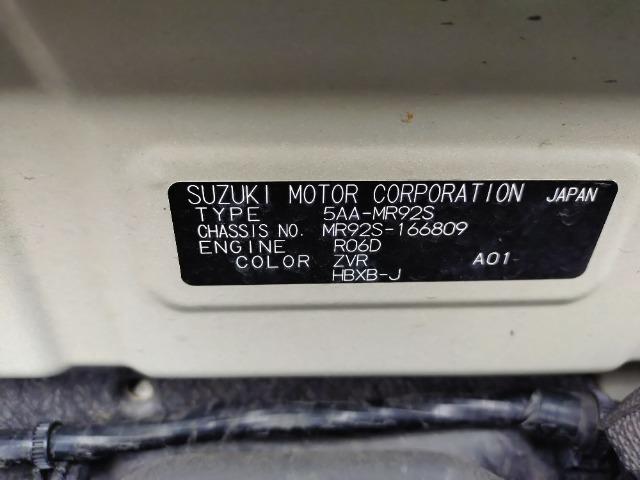 SUZUKI MOTOR CORPORATION JAPAN
TYPE 5AA-MR92S
CHASSIS NO. MR92S-166809
ENGINE R06D
COLOR ZVR A01
HBXB-J